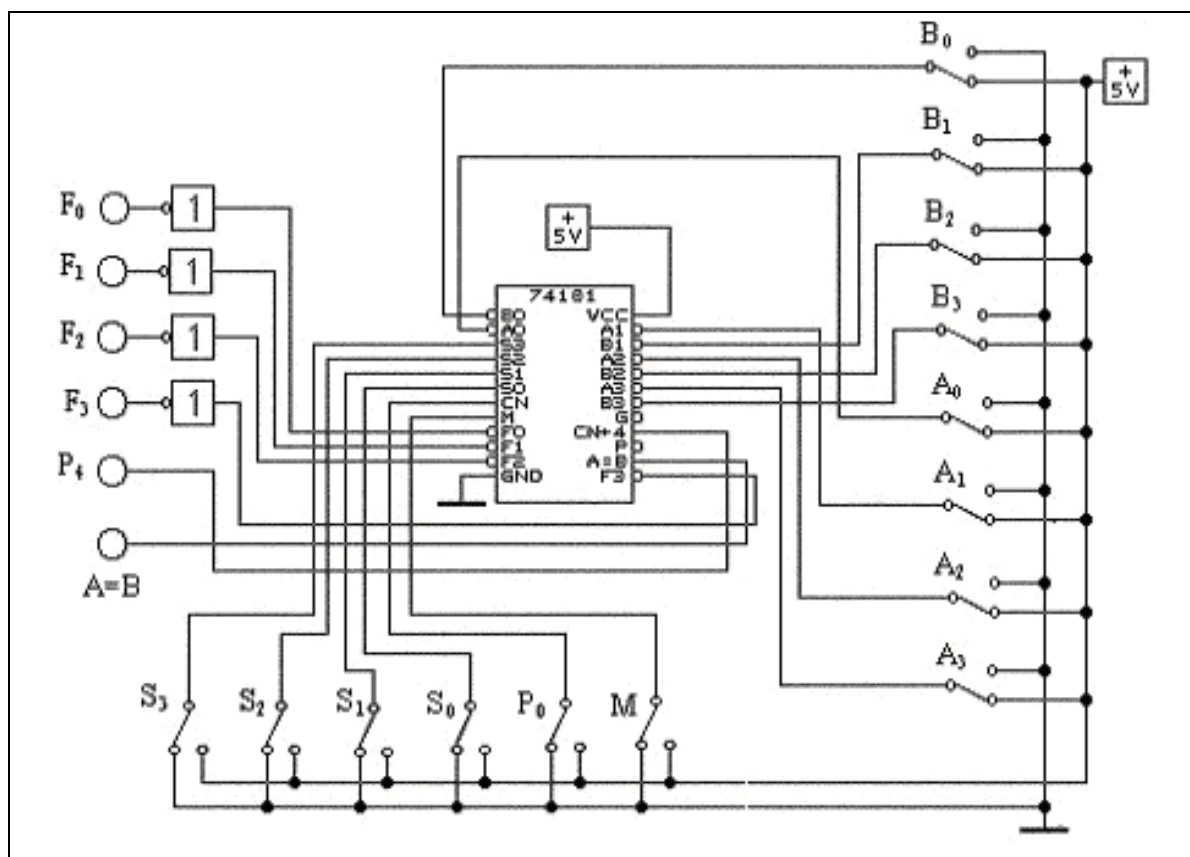 B0
+
5V
B1
F0
1
B2
+
5V
F1
1
B3
74181
F2
1
B0 VCC
A0 A1
S3 B1
S2 A2
S1 B2
S0 A3
CN B3
M G
F0 CN+4
F1 P
F2 A=B
GND F3
F3
1
A0
P4
A1
A=B
A2
A3
S3 S2 S1 S0 P0 M